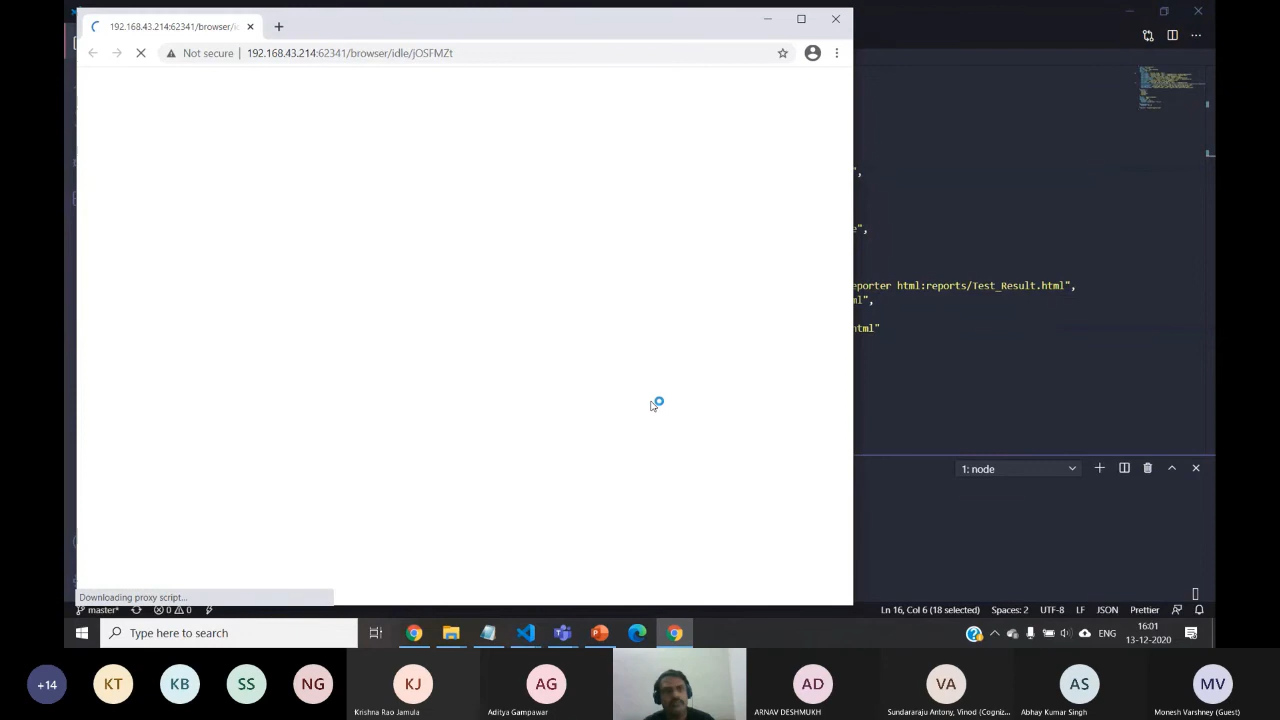 192.168.43.214:62341/browser/i
Not secure | 192.168.43.214:62341/browser/idle/jOSFMZt
",
e",
eporter html:reports/Test_Result.html",
ml",
html"
1: node
Downloading proxy script...
master* 0 0
Ln 16, Col 6 (18 selected) Spaces: 2 UTF-8 LF JSON Prettier
Type here to search
ENG
16:01
13-12-2020
+14 KT KB SS NG KJ AG AD VA AS MV
Krishna Rao Jamula Aditya Gampawar ARNAV DESHMUKH Sundararaju Antony, Vinod (Cogniz... Abhay Kumar Singh Monesh Varshney (Guest)